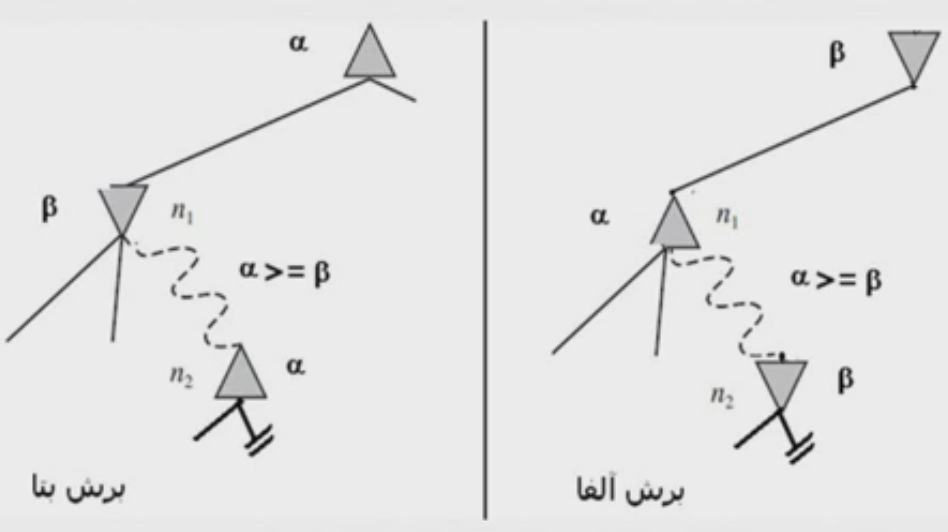 α
β
n₁
α >= β
n₂
α
برش بتا
β
α
n₁
α >= β
n₂
β
برش آلفا